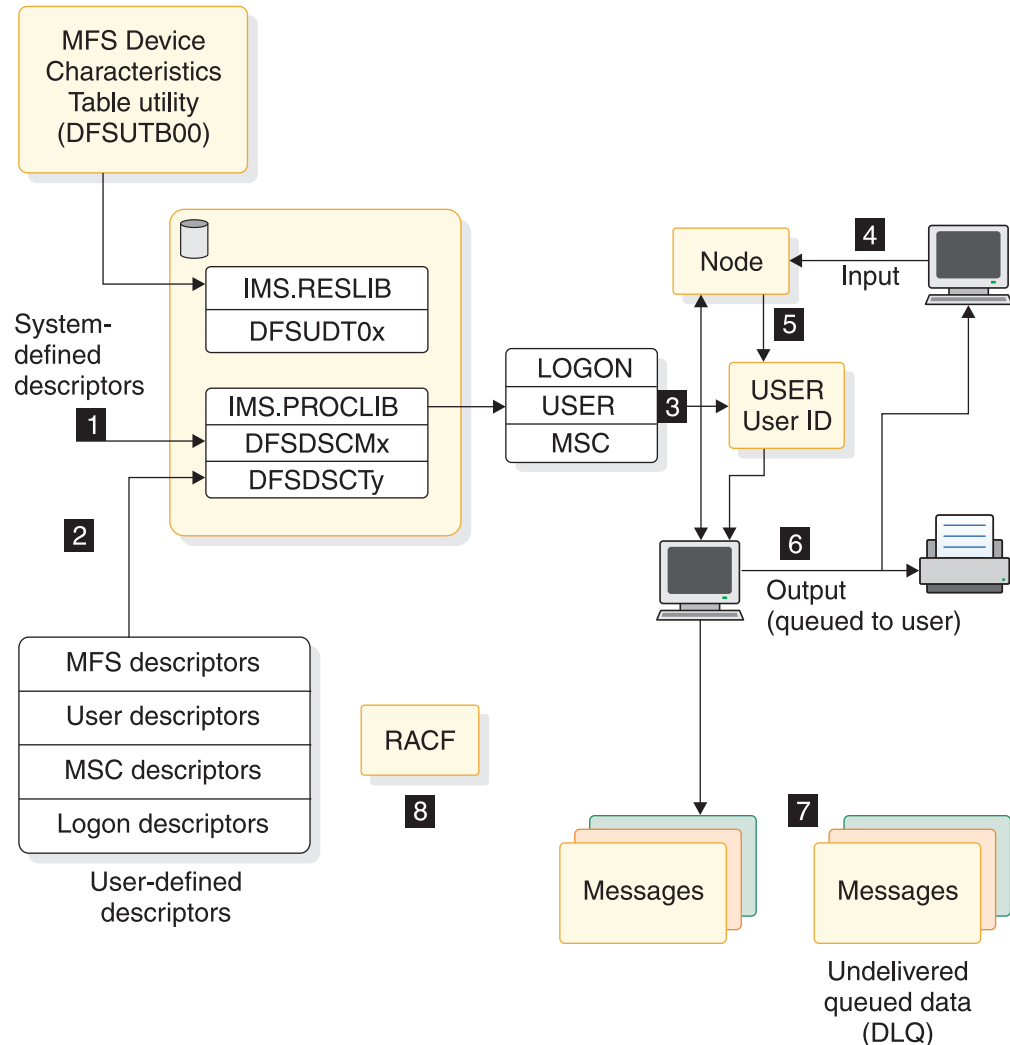 MFS Device
Characteristics
Table utility
(DFSUTB00)
System-
defined
descriptors
1
IMS.RESLIB
DFSUDT0x
IMS.PROCLIB
DFSDSCMx
DFSDSCTy
2
LOGON
USER
MSC
3
Node
4
Input
5
USER
User ID
6
Output
(queued to user)
MFS descriptors
User descriptors
MSC descriptors
Logon descriptors
User-defined
descriptors
RACF
8
Messages
7
Messages
Undelivered
queued data
(DLQ)